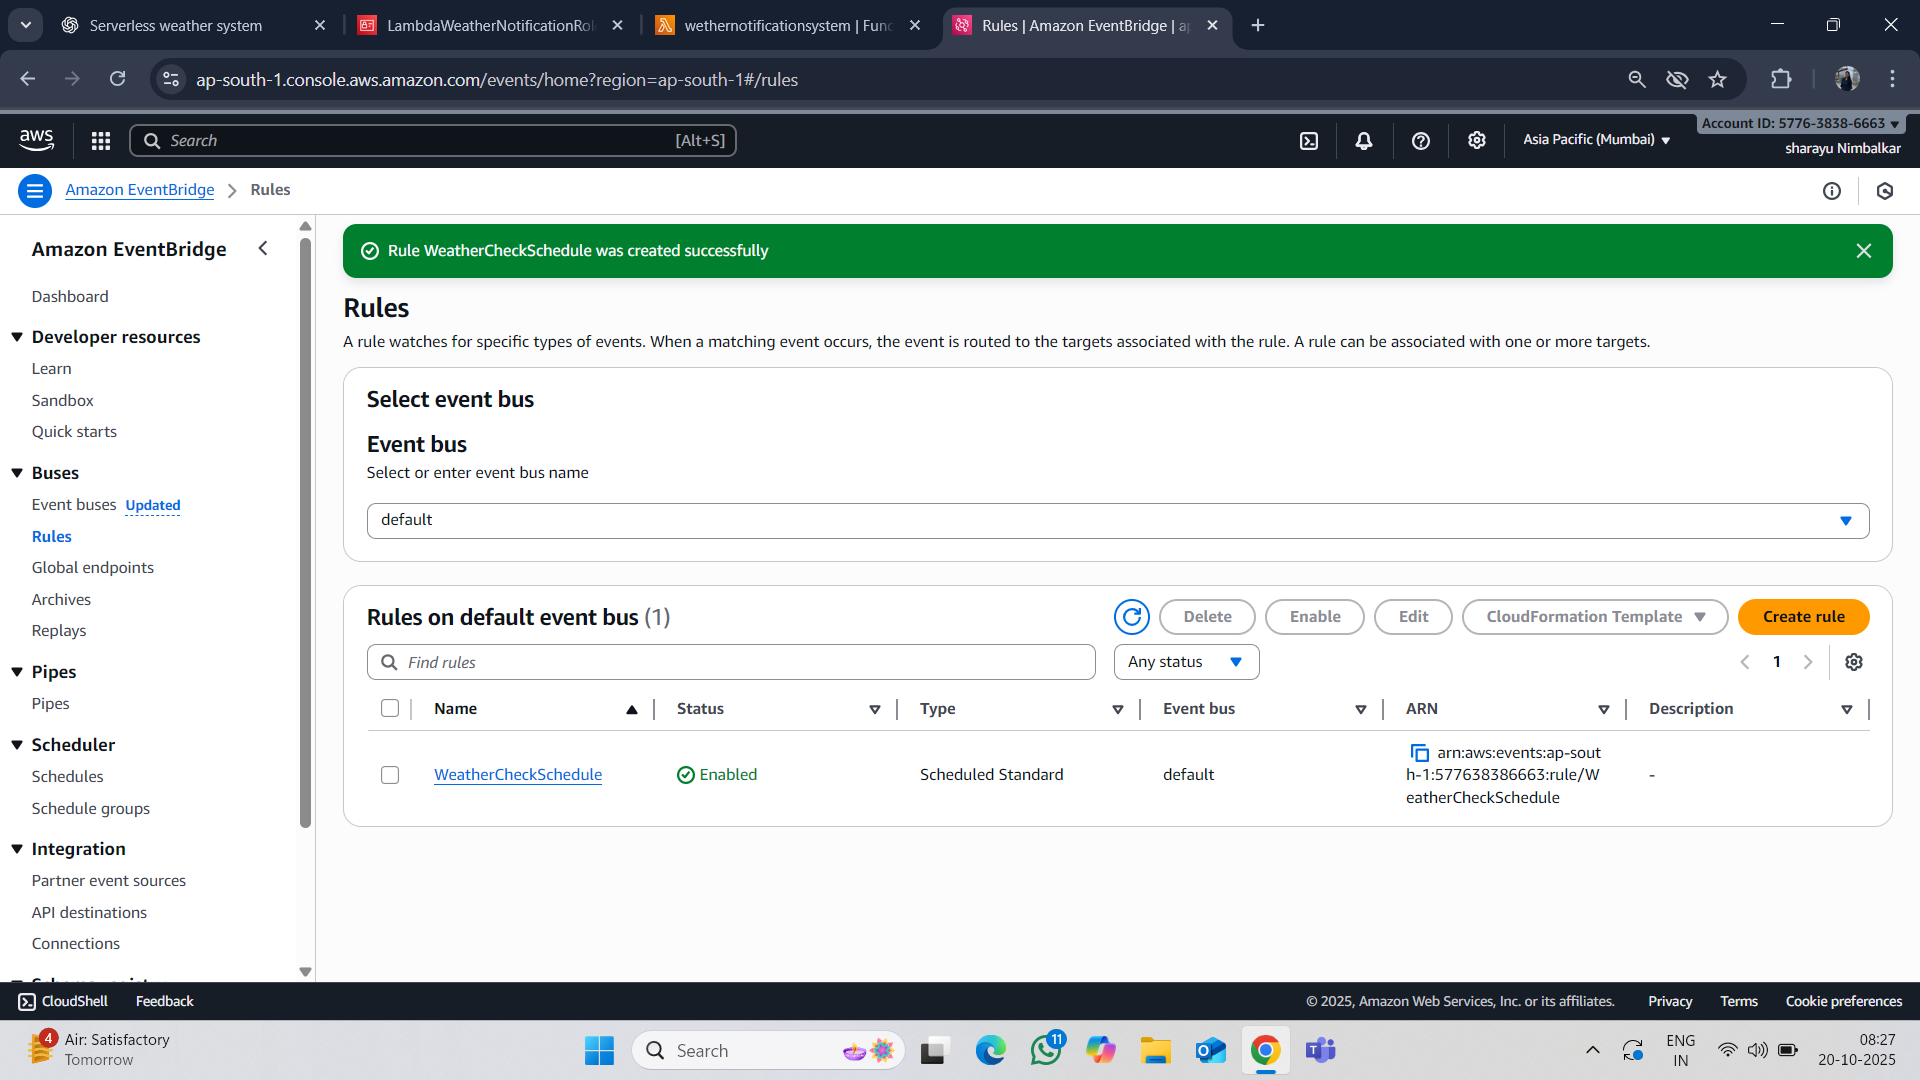 Serverless weather system
LambdaWeatherNotificationRol
wethernotificationsystem | Func
Rules | Amazon EventBridge | ap
ap-south-1.console.aws.amazon.com/events/home?region=ap-south-1#/rules
aws
Search
[Alt+S]
Asia Pacific (Mumbai)
Account ID: 5776-3838-6663
sharayu Nimbalkar
Amazon EventBridge
Rules
Amazon EventBridge
Dashboard
Developer resources
Learn
Sandbox
Quick starts
Buses
Event buses Updated
Rules
Global endpoints
Archives
Replays
Pipes
Pipes
Scheduler
Schedules
Schedule groups
Integration
Partner event sources
API destinations
Connections
Rule WeatherCheckSchedule was created successfully
Rules
A rule watches for specific types of events. When a matching event occurs, the event is routed to the targets associated with the rule. A rule can be associated with one or more targets.
Select event bus
Event bus
Select or enter event bus name
default
Rules on default event bus (1)
Delete
Enable
Edit
CloudFormation Template
Create rule
Find rules
Any status
1
Name
Status
Type
Event bus
ARN
Description
WeatherCheckSchedule
Enabled
Scheduled Standard
default
arn:aws:events:ap-sout
h-1:577638386663:rule/W
eatherCheckSchedule
-
CloudShell
Feedback
© 2025, Amazon Web Services, Inc. or its affiliates.
Privacy
Terms
Cookie preferences
4
Air: Satisfactory
Tomorrow
Search
11
ENG
IN
08:27
20-10-2025